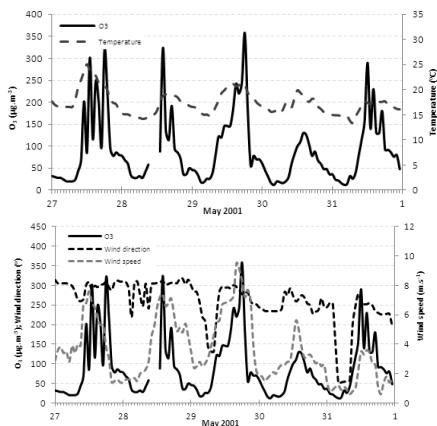 O3
Temperature
400
350
300
250
200
150
100
50
0
O₃ (µg.m⁻³)
35
30
25
20
15
10
5
0
Temperature (°C)
27 28 29 30 31 1
May 2001
O3
Wind direction
Wind speed
450
400
350
300
250
200
150
100
50
0
O₃ (µg.m⁻³); Wind direction (°)
12
10
8
6
4
2
0
Wind speed (m.s⁻¹)
27 28 29 30 31 1
May 2001